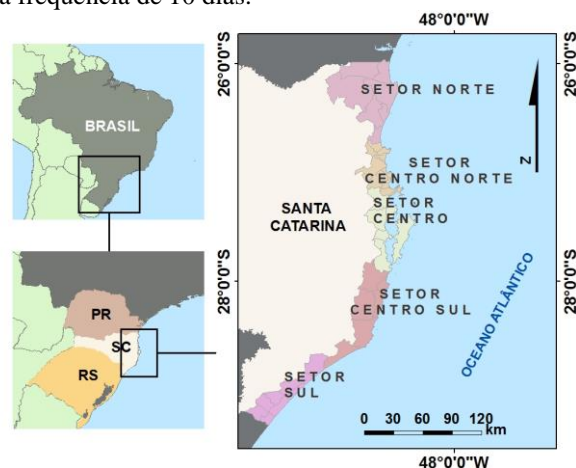 a frequência de 10 dias.
48°0'0"W
26°0'0"S
26°0'0"S
SETOR NORTE
BRASIL
N
SETOR
CENTRO NORTE
SETOR
CENTRO
SANTA
CATARINA
28°0'0"S
28°0'0"S
SETOR
CENTRO SUL
OCEANO ATLÂNTICO
PR
SC
RS
SETOR
SUL
0 30 60 90 120
km
48°0'0"W